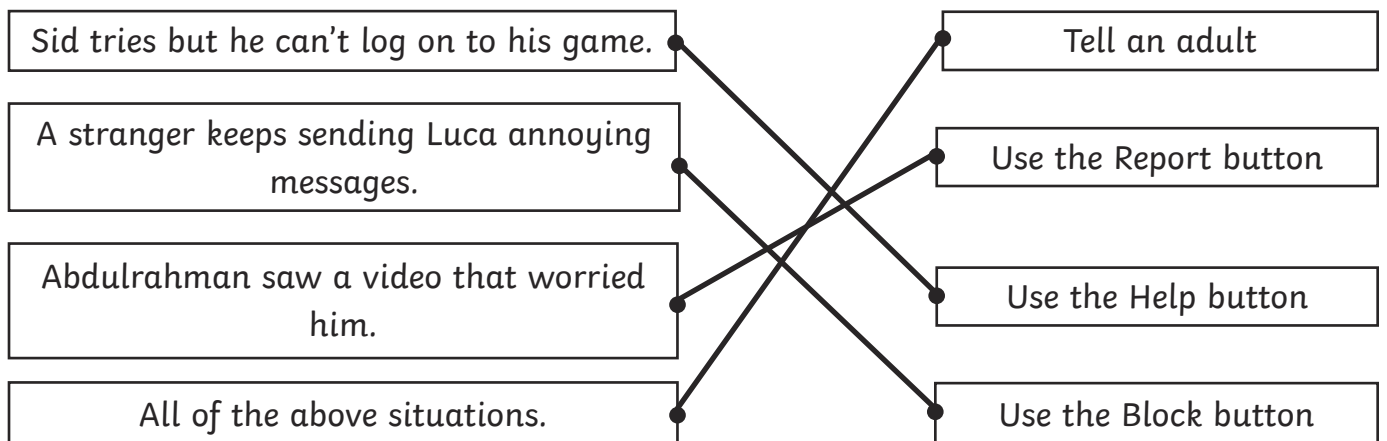 Sid tries but he can't log on to his game.
A stranger keeps sending Luca annoying
messages.
Abdulrahman saw a video that worried
him.
All of the above situations.
Tell an adult
Use the Report button
Use the Help button
Use the Block button